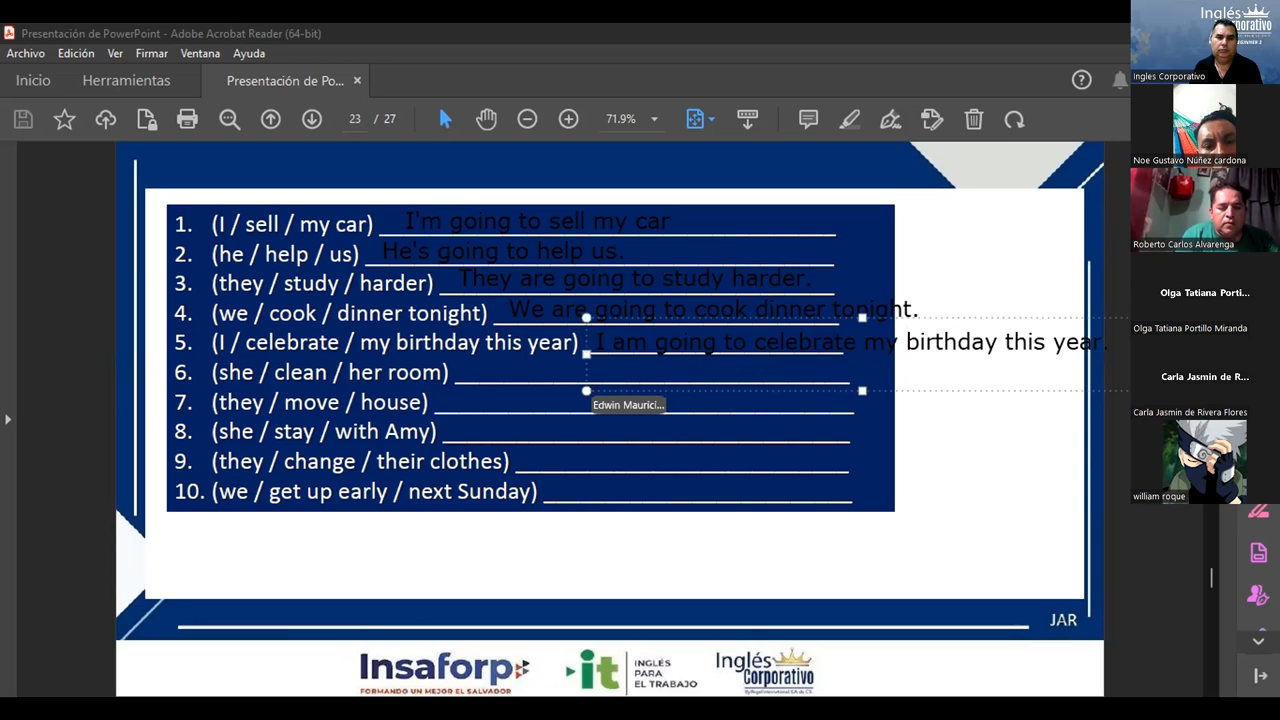 Presentación de PowerPoint - Adobe Acrobat Reader (64-bit)
Archivo Edición Ver Firmar Ventana Ayuda
Inicio Herramientas Presentación de Po... ×
23 / 27 71.9%
1. (I / sell / my car) I'm going to sell my car
2. (he / help / us) He's going to help us.
3. (they / study / harder) They are going to study harder.
4. (we / cook / dinner tonight) We are going to cook dinner tonight.
5. (I / celebrate / my birthday this year) I am going to celebrate my birthday this year.
6. (she / clean / her room)
Edwin Maurici...
7. (they / move / house)
8. (she / stay / with Amy)
9. (they / change / their clothes)
10. (we / get up early / next Sunday)
JAR
Insaforp
FORMANDO UN MEJOR EL SALVADOR
it
INGLÉS
PARA
EL TRABAJO
Inglés
Corporativo
Inglés
Corporativo
Ingles Corporativo
Noe Gustavo Núñez cardona
Roberto Carlos Alvarenga
Olga Tatiana Porti...
Olga Tatiana Portillo Miranda
Carla Jasmin de R...
Carla Jasmin de Rivera Flores
william roque